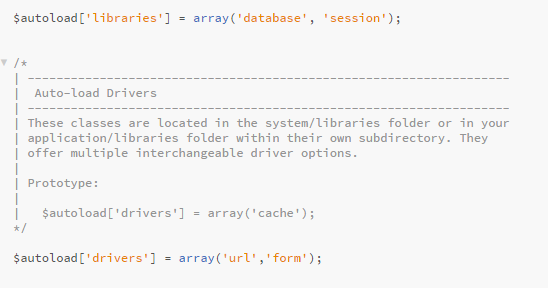 $autoload['libraries'] = array('database', 'session');
/*
| -------------------------------------------------------------------
|  Auto-load Drivers
| -------------------------------------------------------------------
| These classes are located in the system/libraries folder or in your
| application/libraries folder within their own subdirectory. They
| offer multiple interchangeable driver options.
|
| Prototype:
|
|   $autoload['drivers'] = array('cache');
*/
$autoload['drivers'] = array('url','form');